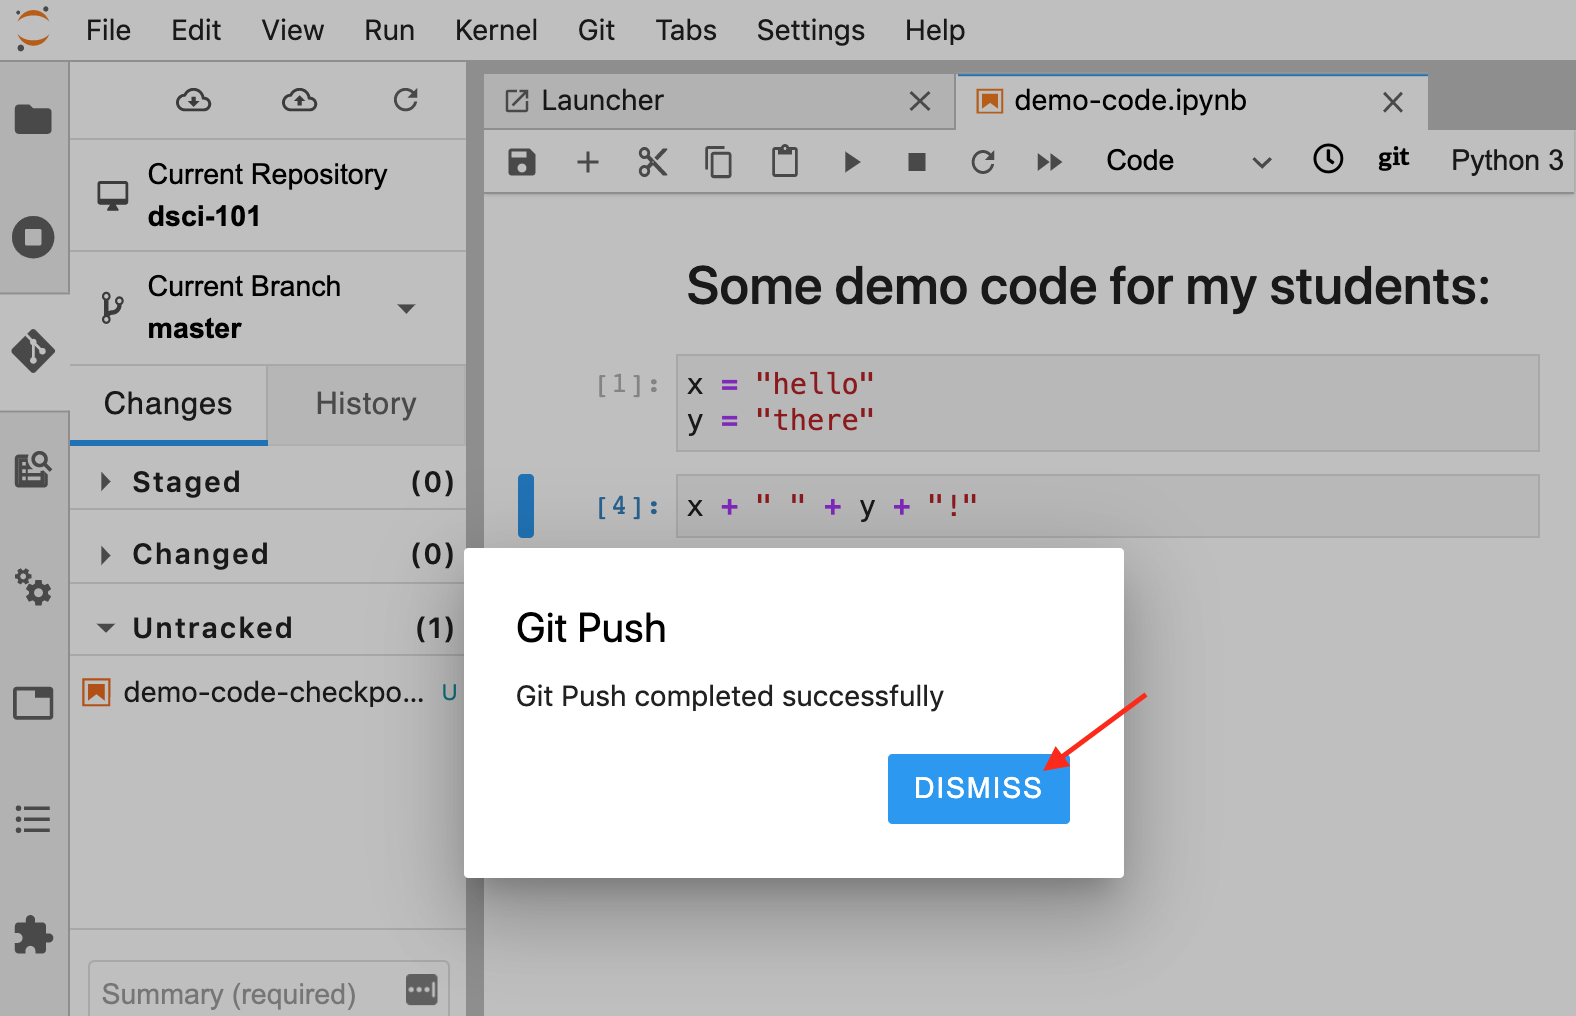 File Edit View Run Kernel Git Tabs Settings Help
Current Repository
dsci-101
Current Branch
master
Changes History
Staged (0)
Changed (0)
Untracked (1)
demo-code-checkpo... U
Summary (required)
Launcher
demo-code.ipynb
Code
git
Python 3
Some demo code for my students:
[1]: x = "hello"
y = "there"
[4]: x + " " + y + "!"
Git Push
Git Push completed successfully
DISMISS